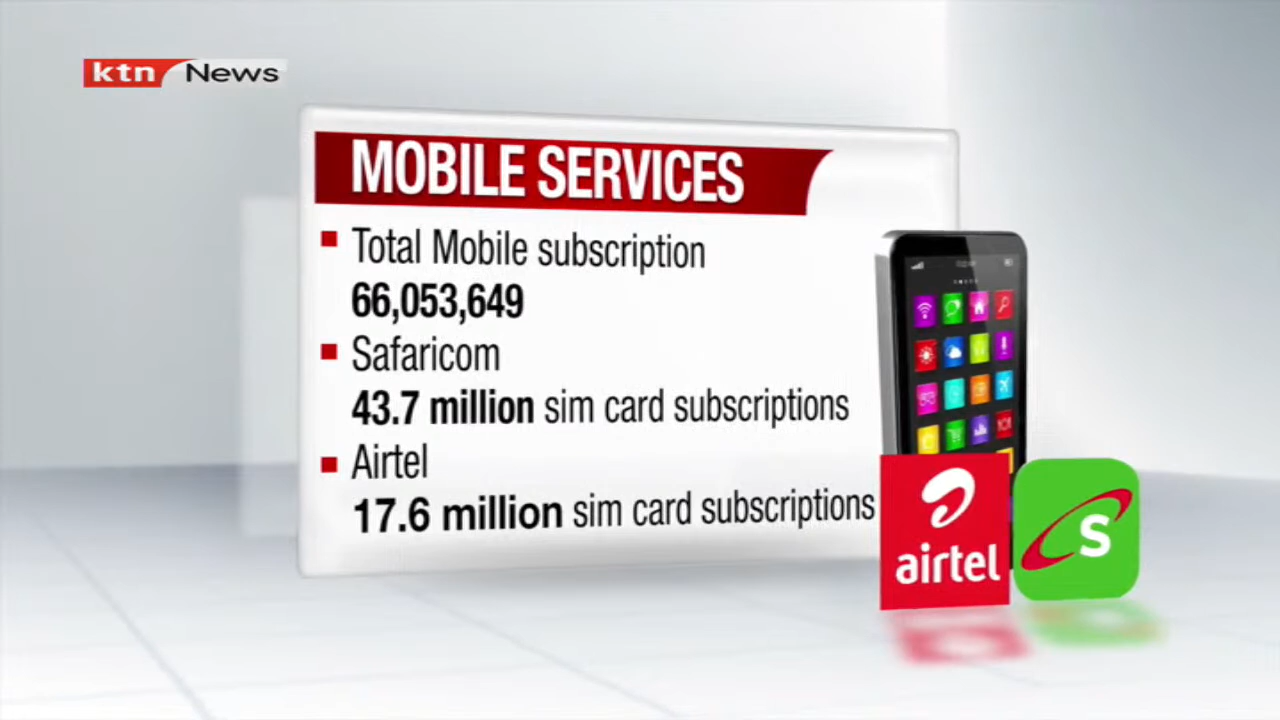 ktn News
MOBILE SERVICES
Total Mobile subscription
66,053,649
Safaricom
43.7 million sim card subscriptions
Airtel
17.6 million sim card subscriptions
airtel
S